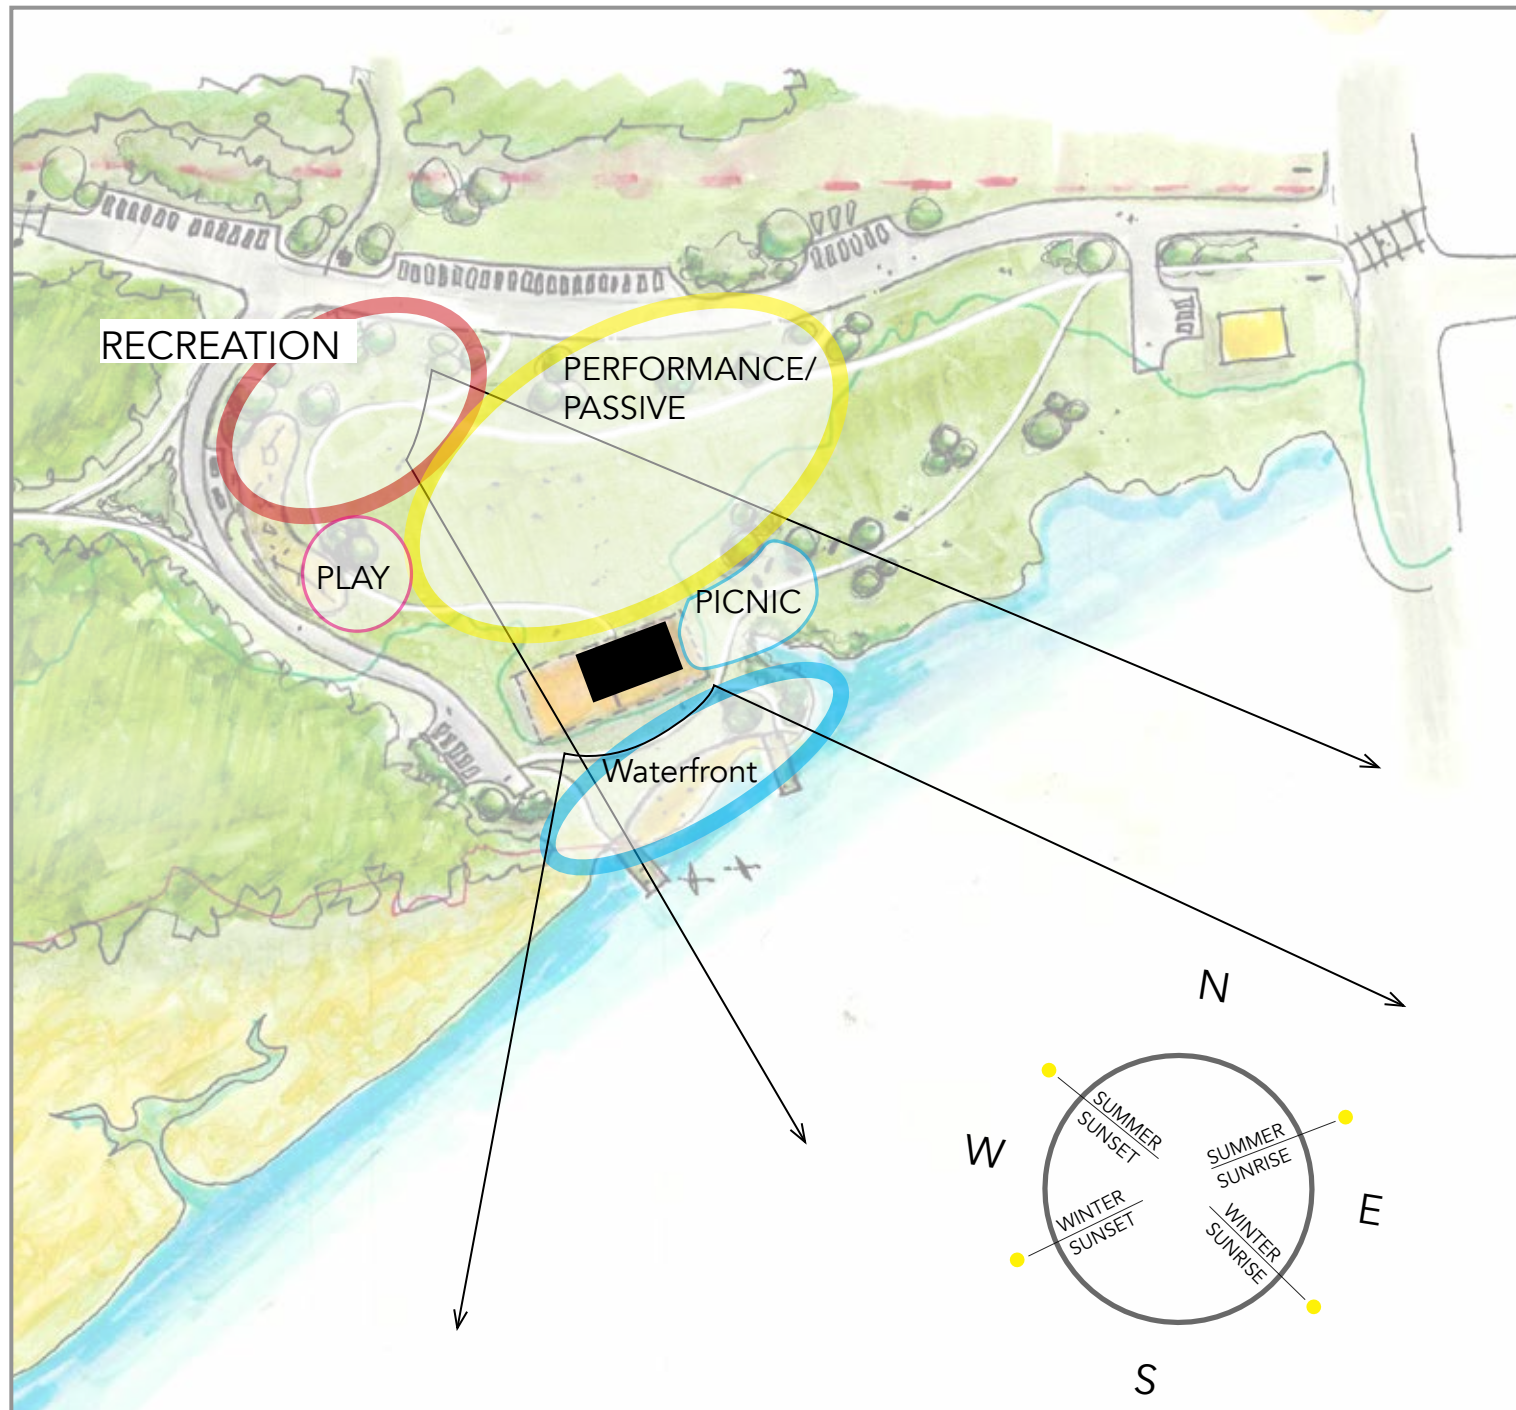 RECREATION
PERFORMANCE/
PASSIVE
PLAY
PICNIC
Waterfront
N
SUMMER
SUNSET
SUMMER
SUNRISE
W
E
WINTER
SUNSET
WINTER
SUNRISE
S